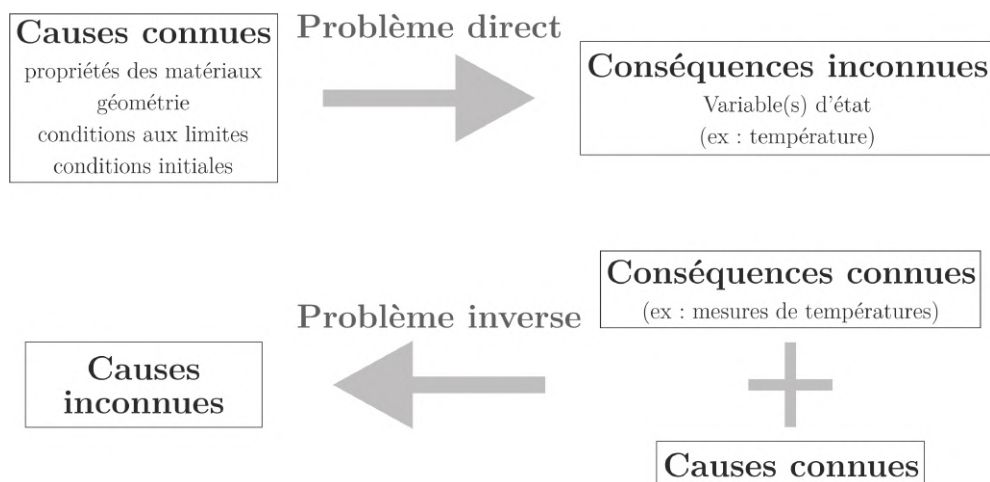 Causes connues
propriétés des matériaux
géométrie
conditions aux limites
conditions initiales
Problème direct
Conséquences inconnues
Variable(s) d'état
(ex : température)
Conséquences connues
(ex : mesures de températures)
Problème inverse
Causes
inconnues
Causes connues